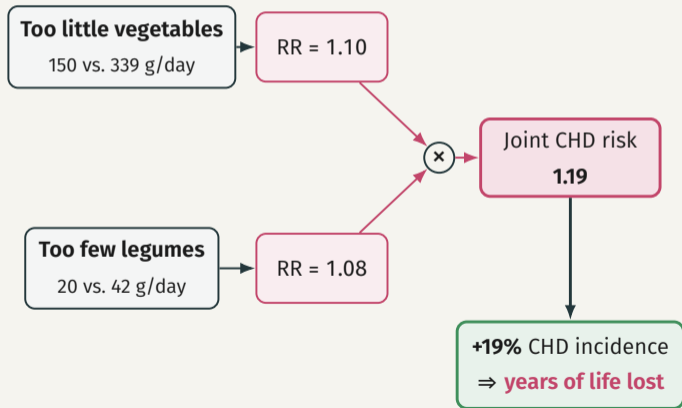 Too little vegetables
150 vs. 339 g/day
RR = 1.10
×
Joint CHD risk
1.19
Too few legumes
20 vs. 42 g/day
RR = 1.08
+19% CHD incidence
⇒ years of life lost